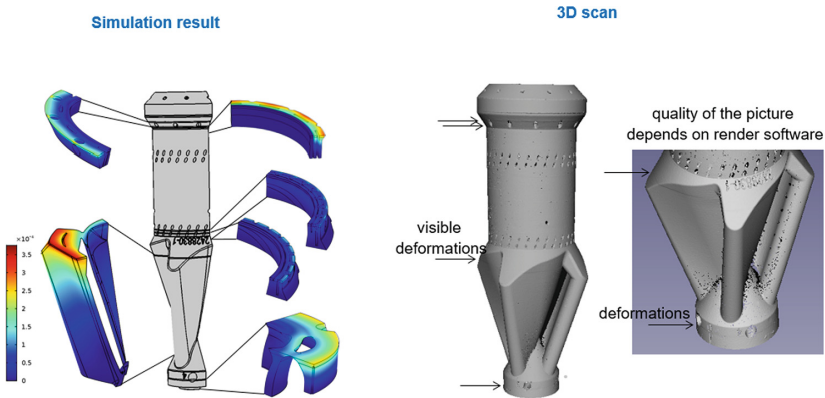 Simulation result
3D scan
quality of the picture
depends on render software
visible
deformations
deformations
×10⁻³
3.5
3
2.5
2
1.5
1
0.5
0